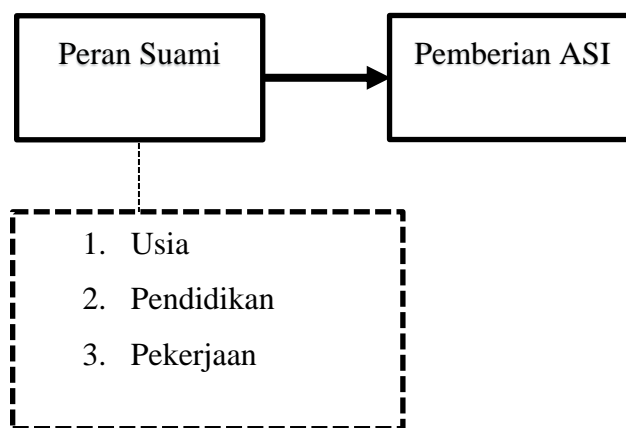 Peran Suami
Pemberian ASI
1. Usia
2. Pendidikan
3. Pekerjaan